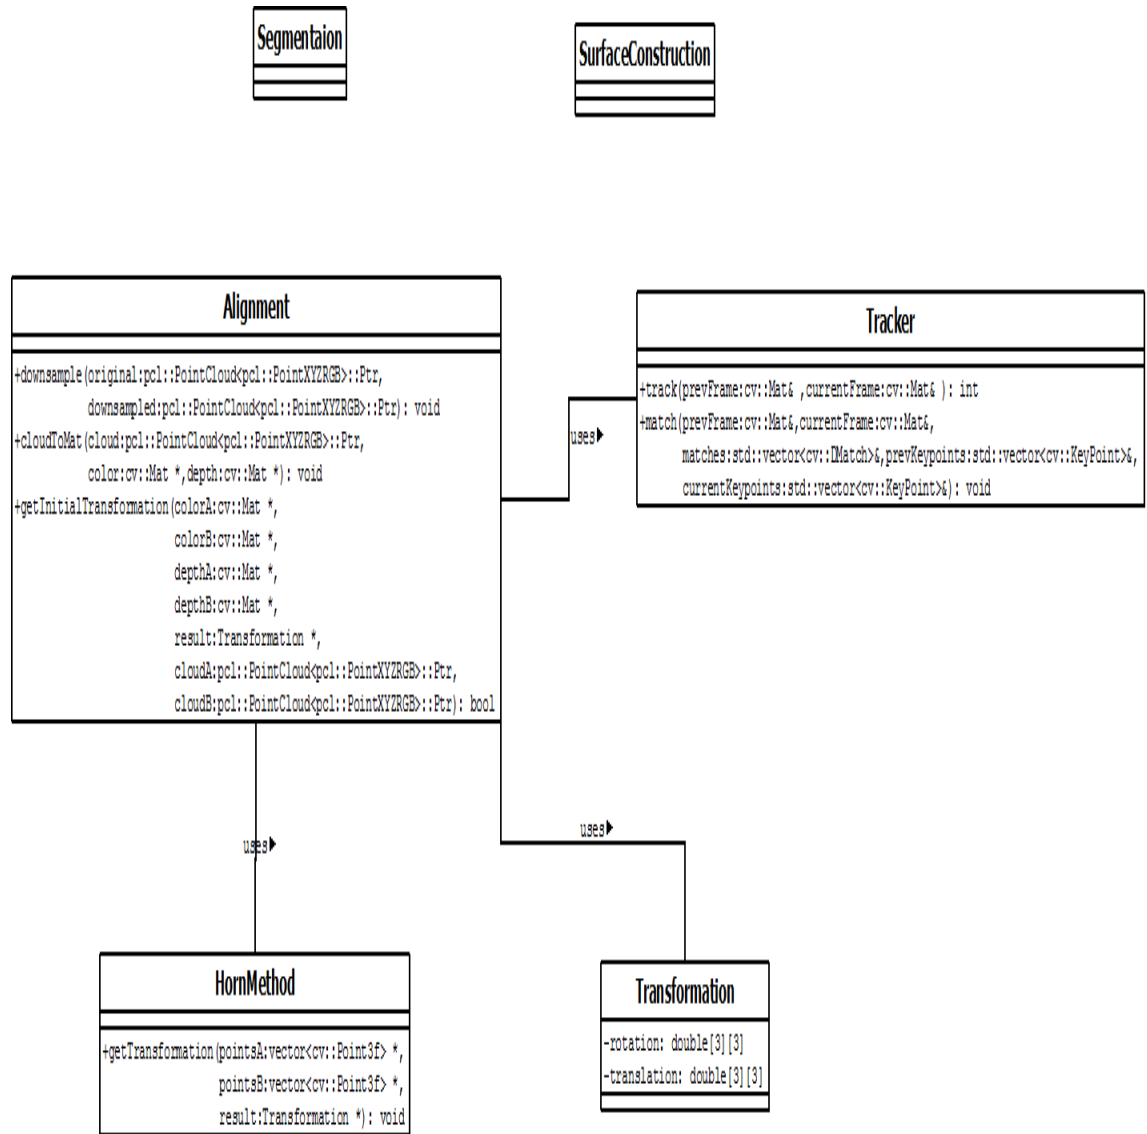 Segmentaion
SurfaceConstruction
Alignment
+downsample(original:pcl::PointCloud<pcl::PointXYZRGB>::Ptr,
downsampled:pcl::PointCloud<pcl::PointXYZRGB>::Ptr): void
+cloudToMat(cloud:pcl::PointCloud<pcl::PointXYZRGB>::Ptr,
color:cv::Mat *,depth:cv::Mat *): void
+getInitialTransformation(colorA:cv::Mat *,
colorB:cv::Mat *,
depthA:cv::Mat *,
depthB:cv::Mat *,
result:Transformation *,
cloudA:pcl::PointCloud<pcl::PointXYZRGB>::Ptr,
cloudB:pcl::PointCloud<pcl::PointXYZRGB>::Ptr): bool
uses
Tracker
+track(prevFrame:cv::Mat& ,currentFrame:cv::Mat& ): int
+match(prevFrame:cv::Mat&,currentFrame:cv::Mat&,
matches:std::vector<cv::DMatch>&,prevKeypoints:std::vector<cv::KeyPoint>&,
currentKeypoints:std::vector<cv::KeyPoint>&): void
uses
uses
HornMethod
+getTransformation(pointsA:vector<cv::Point3f> *,
pointsB:vector<cv::Point3f> *,
result:Transformation *): void
Transformation
-rotation: double[3][3]
-translation: double[3][3]